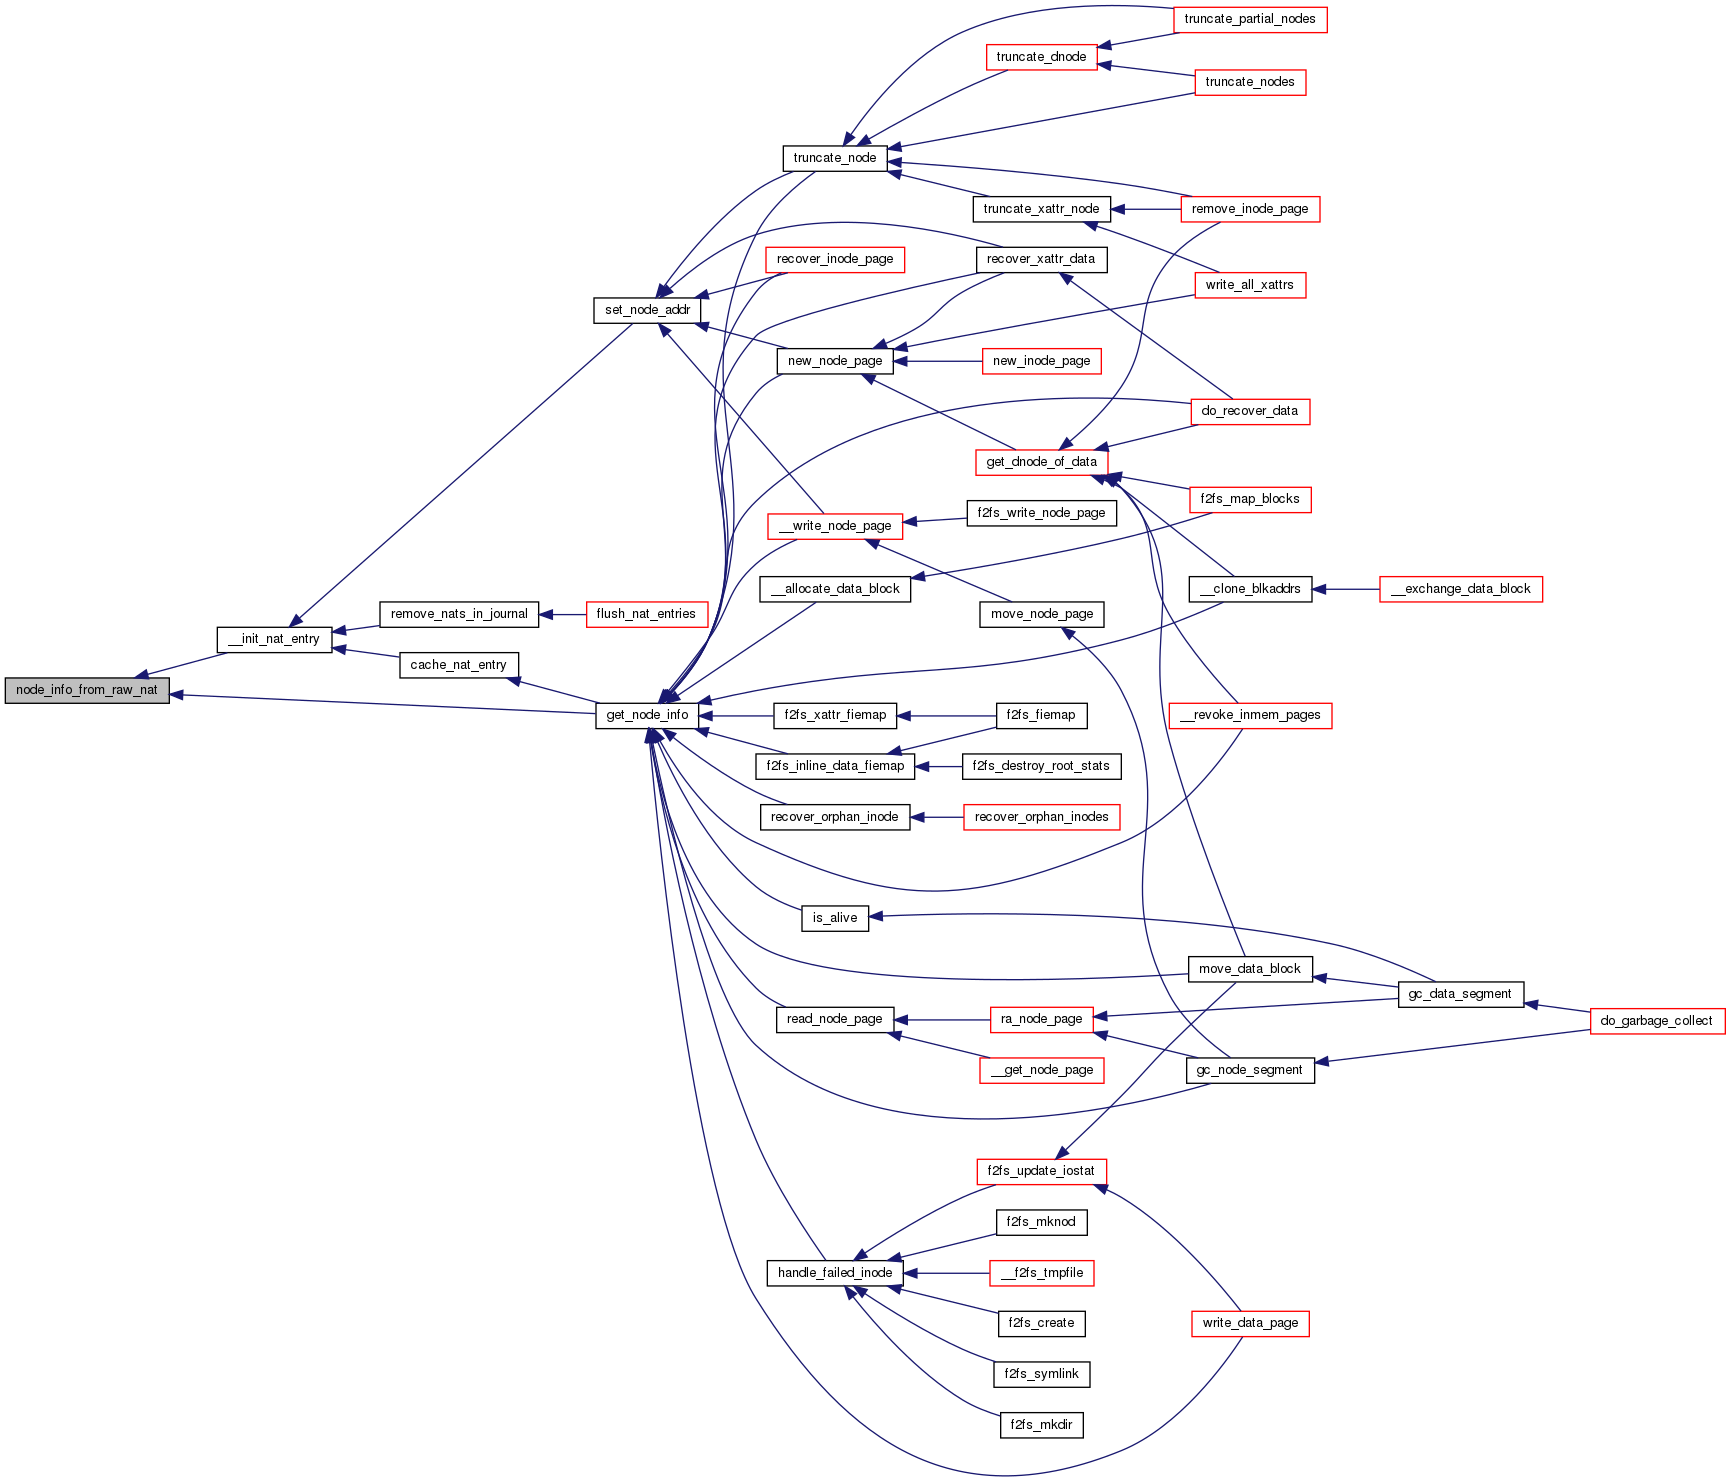 truncate_partial_nodes
truncate_dnode
truncate_nodes
truncate_node
truncate_xattr_node
remove_inode_page
recover_inode_page
recover_xattr_data
write_all_xattrs
set_node_addr
new_node_page
new_inode_page
do_recover_data
get_dnode_of_data
f2fs_map_blocks
__write_node_page
f2fs_write_node_page
__allocate_data_block
__clone_blkaddrs
__exchange_data_block
remove_nats_in_journal
flush_nat_entries
move_node_page
__init_nat_entry
cache_nat_entry
node_info_from_raw_nat
get_node_info
f2fs_xattr_fiemap
f2fs_fiemap
__revoke_inmem_pages
f2fs_inline_data_fiemap
f2fs_destroy_root_stats
recover_orphan_inode
recover_orphan_inodes
is_alive
move_data_block
gc_data_segment
read_node_page
ra_node_page
do_garbage_collect
__get_node_page
gc_node_segment
f2fs_update_iostat
f2fs_mknod
handle_failed_inode
__f2fs_tmpfile
f2fs_create
write_data_page
f2fs_symlink
f2fs_mkdir